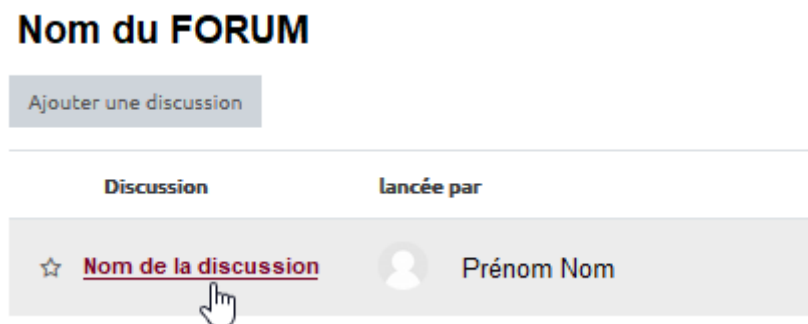 Nom du FORUM
Ajouter une discussion
Discussion lancée par
Nom de la discussion Prénom Nom